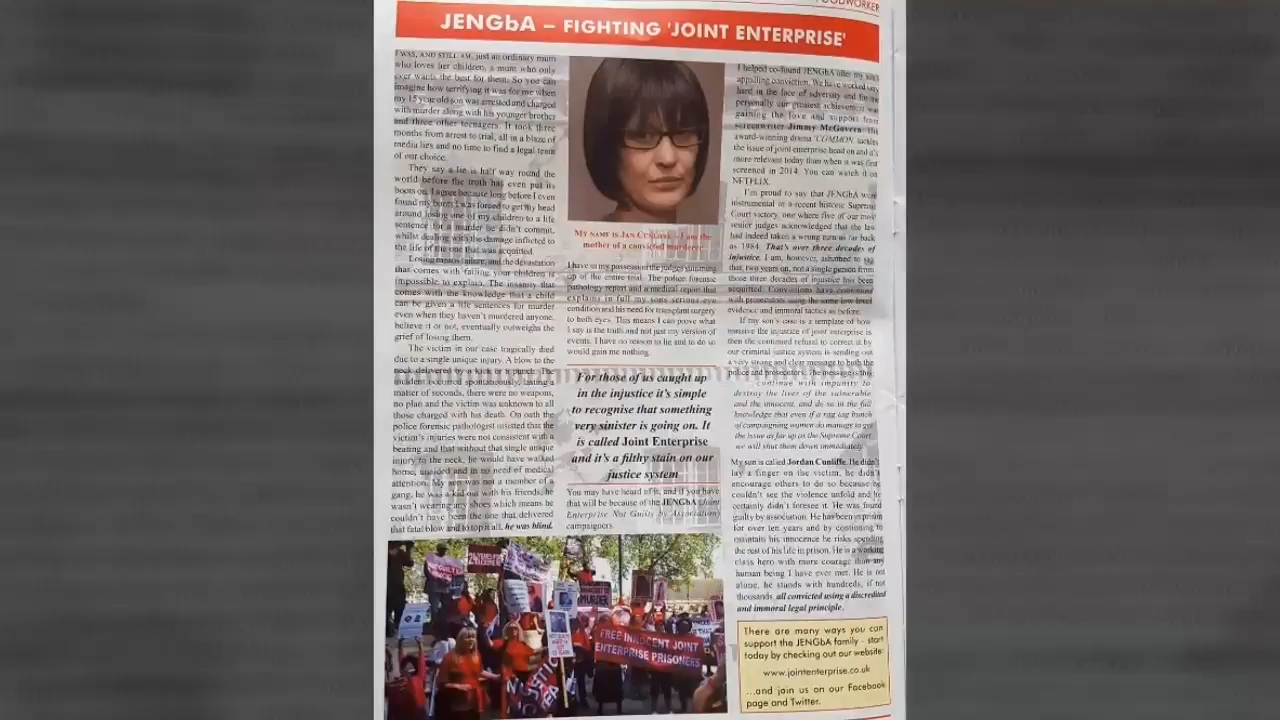 FOODWORKER
JENGbA – FIGHTING 'JOINT ENTERPRISE'
I WAS, AND STILL AM, just an ordinary mum
who loves her children, a mum who only
ever wants the best for them. So you can
imagine how terrifying it was for me when
my 15 year old son was arrested and charged
with murder along with his younger brother
and three other teenagers. It took three
months from arrest to trial, all in a blaze of
media lies and no time to find a legal team
of our choice.
They say a lie is half way round the
world before the truth has even put its
boots on. I agree because long before I even
found my boots I was forced to get my head
around losing one of my children to a life
sentence for a murder he didn't commit,
whilst dealing with the damage inflicted to
the life of the one that was acquitted.
Losing means failure, and the devastation
that comes with failing your children is
impossible to explain. The insanity that
comes with the knowledge that a child
can be given a life sentences for murder
even when they haven't murdered anyone,
believe it or not, eventually outweighs the
grief of losing them.
The victim in our case tragically died
due to a single unique injury. A blow to the
neck delivered by a kick or a punch. The
incident occurred spontaneously, lasting a
matter of seconds, there were no weapons,
no plan and the victim was unknown to all
those charged with his death. On oath the
police forensic pathologist insisted that the
victim's injuries were not consistent with a
beating and that without that single unique
injury to the neck, he would have walked
home, unaided and in no need of medical
attention. My son was not a member of a
gang, he was a kid out with his friends, he
wasn't wearing any shoes which means he
couldn't have been the one that delivered
that fatal blow and to top it all, he was blind.
MY NAME IS JAN CUNLIFFE – I am the
mother of a convicted murderer.
I have in my possession the judges summing
up of the entire trial. The police forensic
pathology report and a medical report that
explains in full my sons serious eye
condition and his need for transplant surgery
to both eyes. This means I can prove what
I say is the truth and not just my version of
events. I have no reason to lie and to do so
would gain me nothing.
For those of us caught up
in the injustice it's simple
to recognise that something
very sinister is going on. It
is called Joint Enterprise
and it's a filthy stain on our
justice system
You may have heard of it, and if you have
that will be because of the JENGbA (Joint
Enterprise Not Guilty by Association)
campaigners.
I helped co-found JENGbA after my son's
appalling conviction. We have worked very
hard in the face of adversity and for me
personally our greatest achievement was
gaining the love and support from
screenwriter Jimmy McGovern. His
award-winning drama 'COMMON, tackles
the issue of joint enterprise head on and it's
more relevant today than when it was first
screened in 2014. You can watch it on
NETFLIX.
I'm proud to say that JENGbA were
instrumental in a recent historic Supreme
Court victory, one where five of our most
senior judges acknowledged that the law
had indeed taken a wrong turn as far back
as 1984. That's over three decades of
injustice. I am, however, ashamed to say
that, two years on, not a single person from
those three decades of injustice has been
acquitted. Convictions have continued
with prosecutors using the same low level
evidence and immoral tactics as before.
If my son's case is a template of how
massive the injustice of joint enterprise is
then the continued refusal to correct it by
our criminal justice system is sending out
a very strong and clear message to both the
police and prosecutors. The message is this
continue with impunity to
destroy the lives of the vulnerable
and the innocent, and do so in the full
knowledge that even if a rag tag bunch
of campaigning women do manage to get
the issue as far up as the Supreme Court
we will shut them down immediately.
My son is called Jordan Cunliffe. He didn't
lay a finger on the victim, he didn't
encourage others to do so because he
couldn't see the violence unfold and he
certainly didn't foresee it. He was found
guilty by association. He has been in prison
for over ten years and by continuing to
maintain his innocence he risks spending
the rest of his life in prison. He is a working
class hero with more courage than any
human being I have ever met. He is not
alone, he stands with hundreds, if not
thousands, all convicted using a discredited
and immoral legal principle.
MURDER
FREE INNOCENT JOINT
ENTERPRISE PRISONERS
There are many ways you can
support the JENGbA family - start
today by checking out our website:
www.jointenterprise.co.uk
...and join us on our Facebook
page and Twitter.